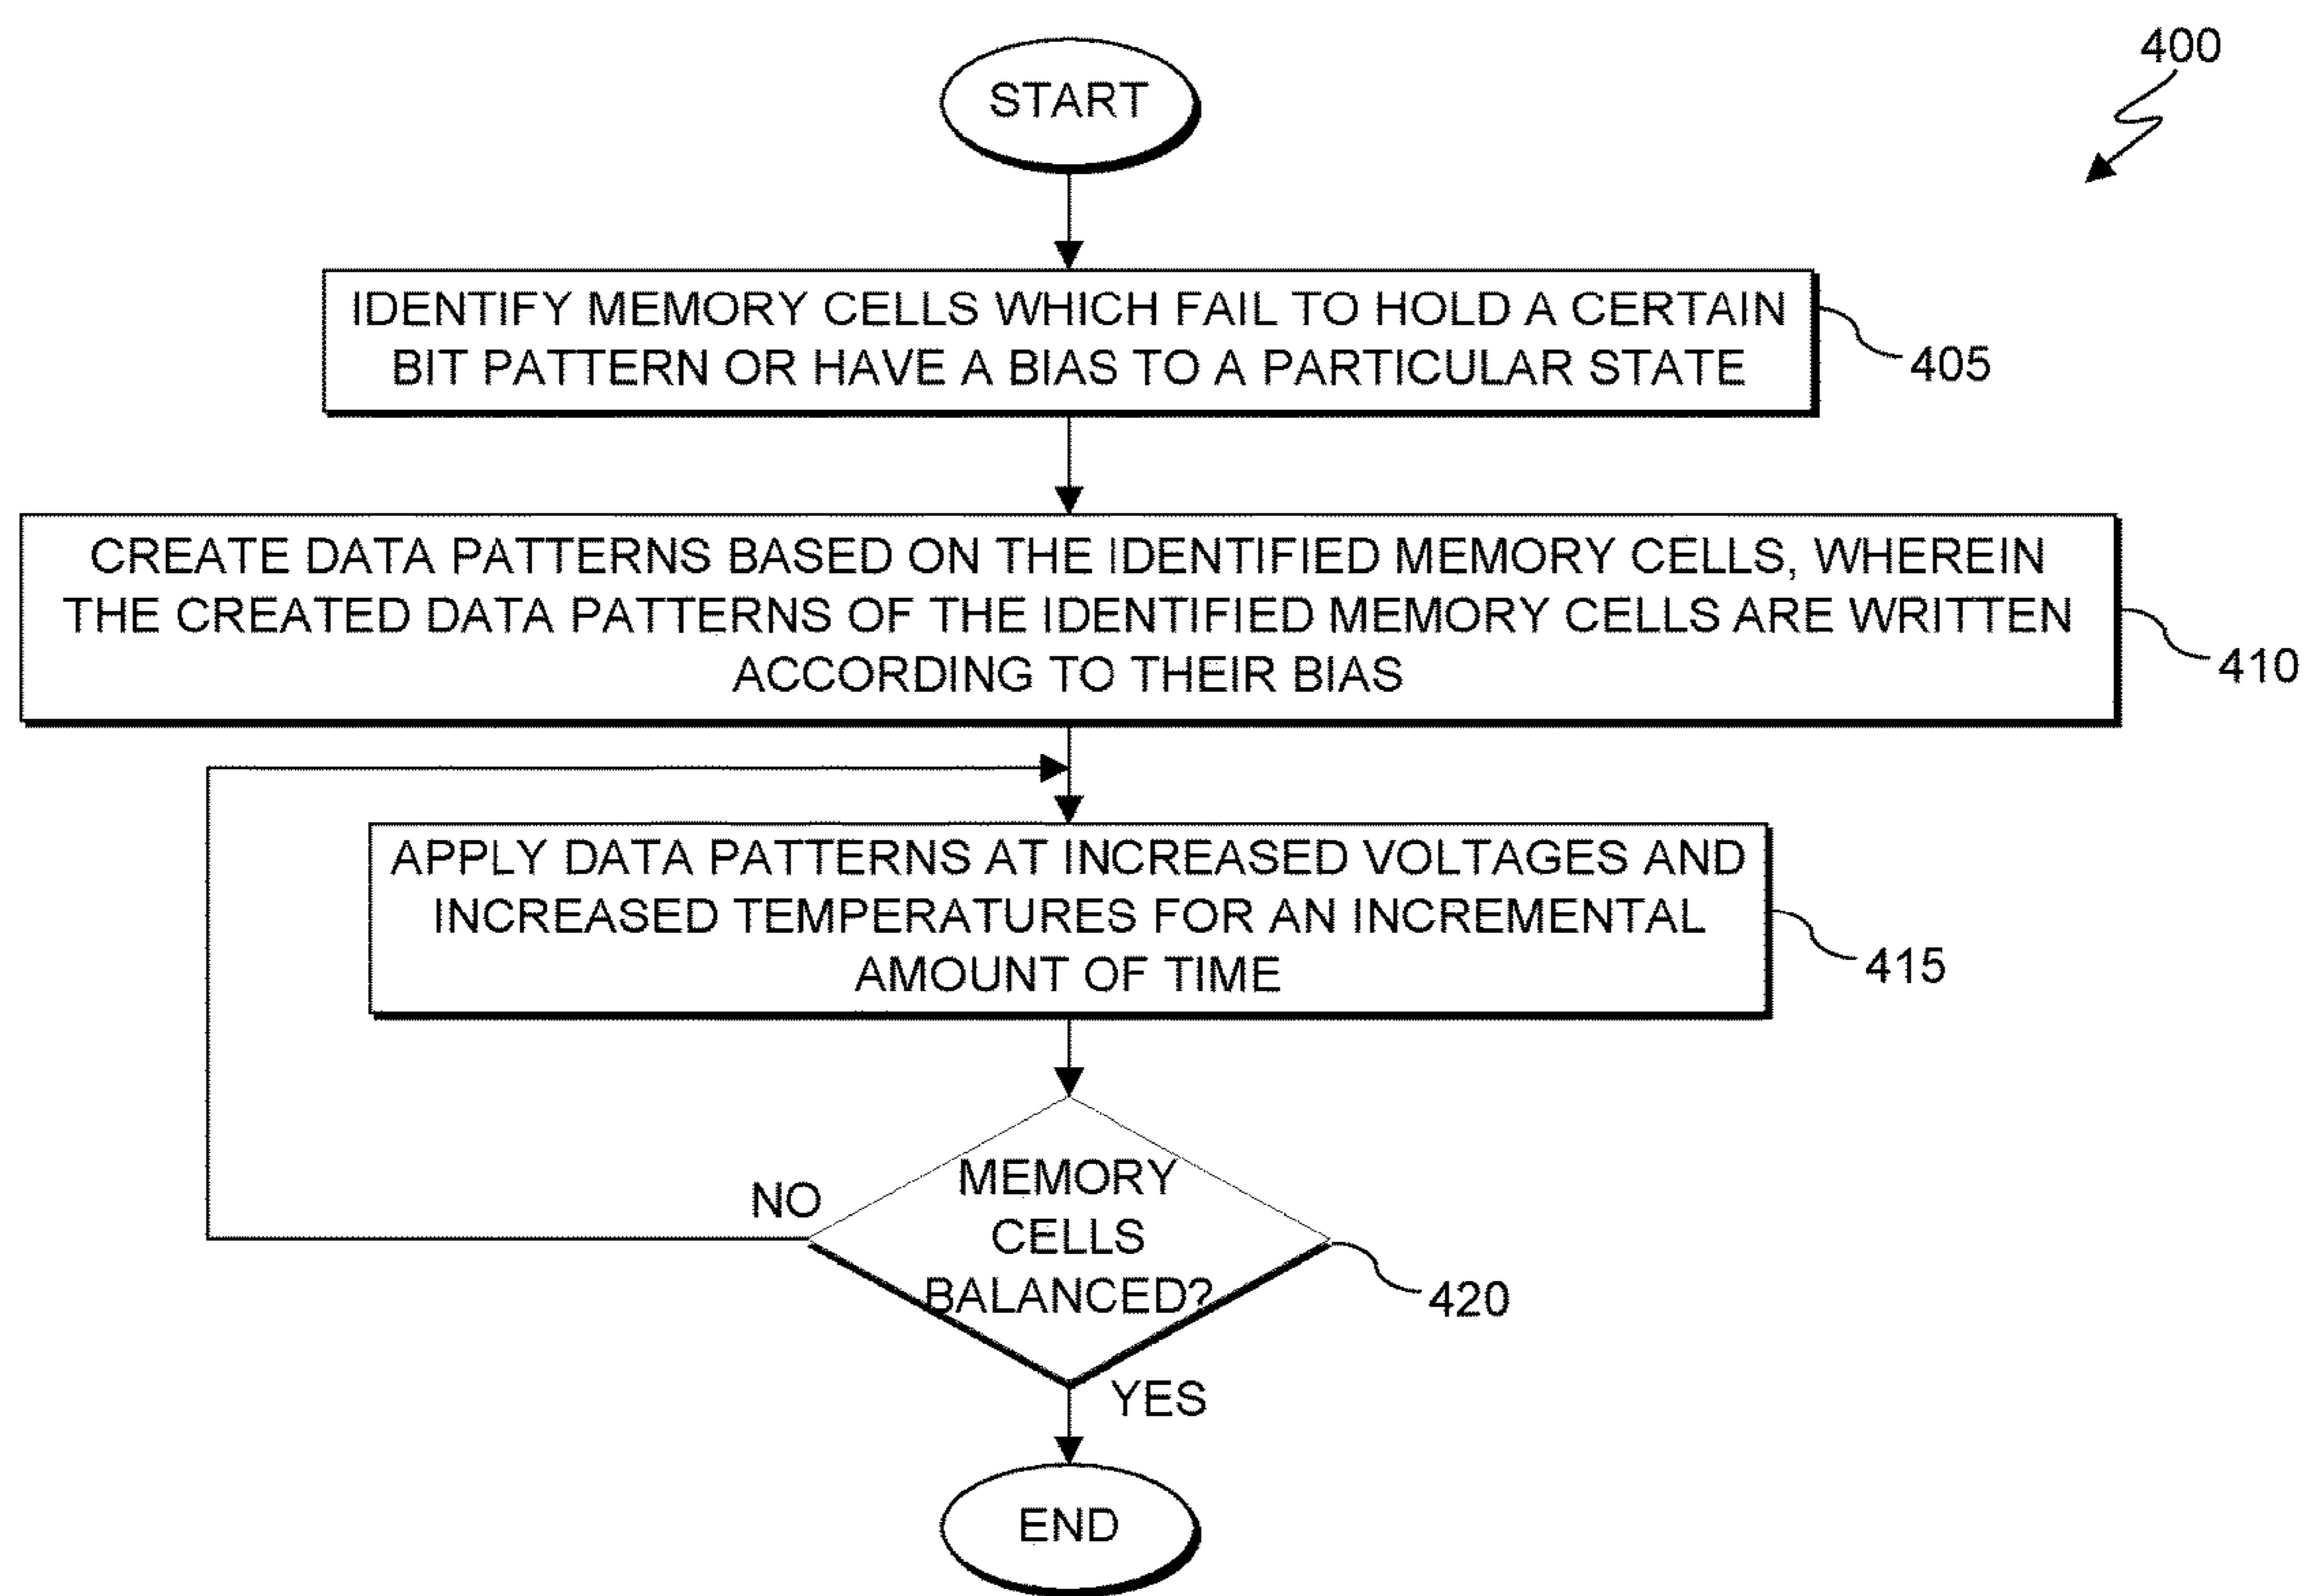 400
START
IDENTIFY MEMORY CELLS WHICH FAIL TO HOLD A CERTAIN
BIT PATTERN OR HAVE A BIAS TO A PARTICULAR STATE
405
CREATE DATA PATTERNS BASED ON THE IDENTIFIED MEMORY CELLS, WHEREIN
THE CREATED DATA PATTERNS OF THE IDENTIFIED MEMORY CELLS ARE WRITTEN
ACCORDING TO THEIR BIAS
410
APPLY DATA PATTERNS AT INCREASED VOLTAGES AND
INCREASED TEMPERATURES FOR AN INCREMENTAL
AMOUNT OF TIME
415
MEMORY
CELLS
BALANCED?
420
NO
YES
END